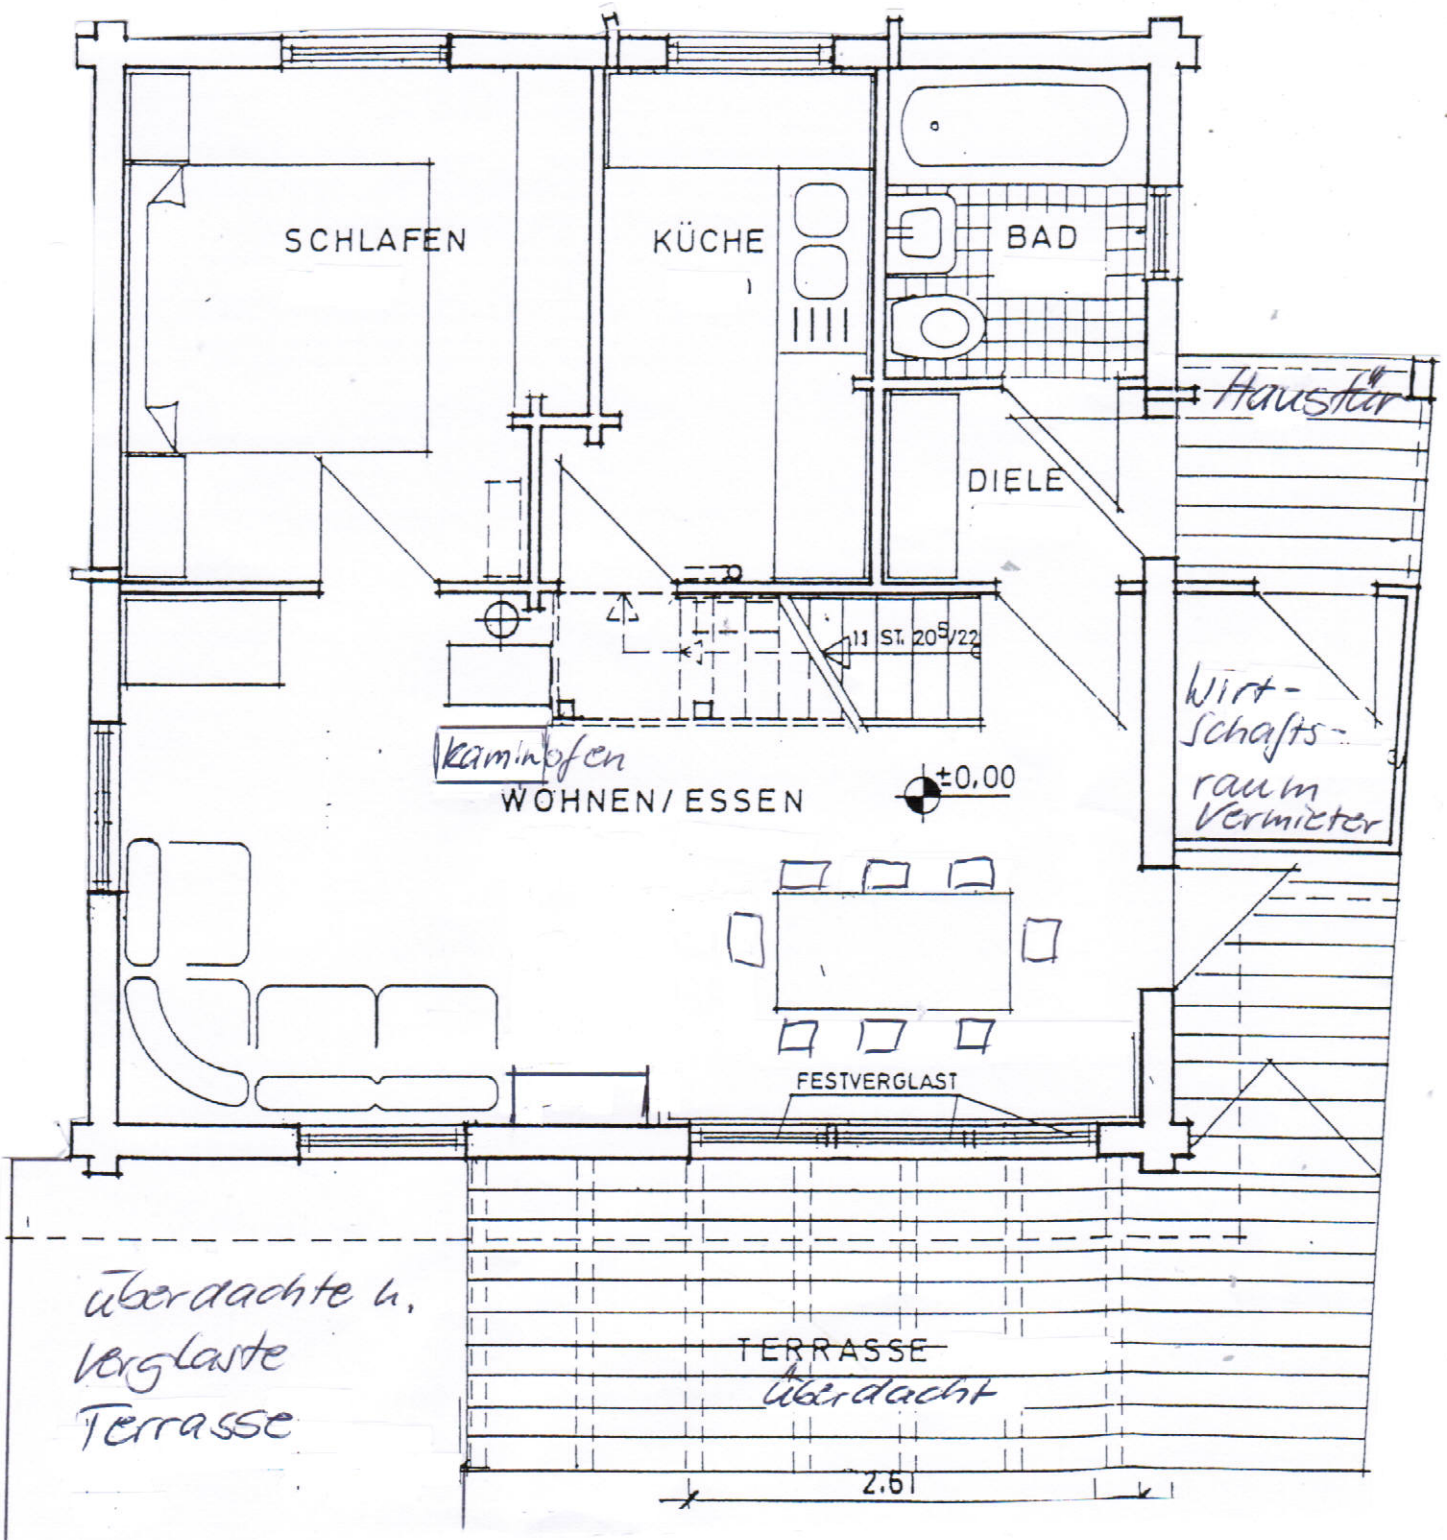 SCHLAFEN
KÜCHE
BAD
Haustür
DIELE
11 ST. 20⁵/22
Wirt-
schafts-
raum
Vermieter
Kaminofen
±0,00
WOHNEN/ESSEN
FESTVERGLAST
überdachte u.
verglaste
Terrasse
TERRASSE
überdacht
2.61